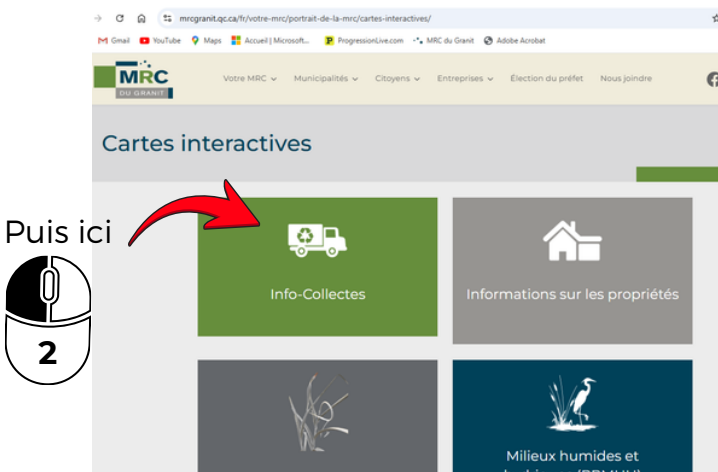 mrcgranit.qc.ca/fr/votre-mrc/portrait-de-la-mrc/cartes-interactives/
Gmail YouTube Maps Accueil | Microsoft... ProgressionLive.com MRC du Granit Adobe Acrobat
MRC
DU GRANIT
Votre MRC Municipalités Citoyens Entreprises Élection du préfet Nous joindre
Cartes interactives
Puis ici
2
Info-Collectes
Informations sur les propriétés
Milieux humides et